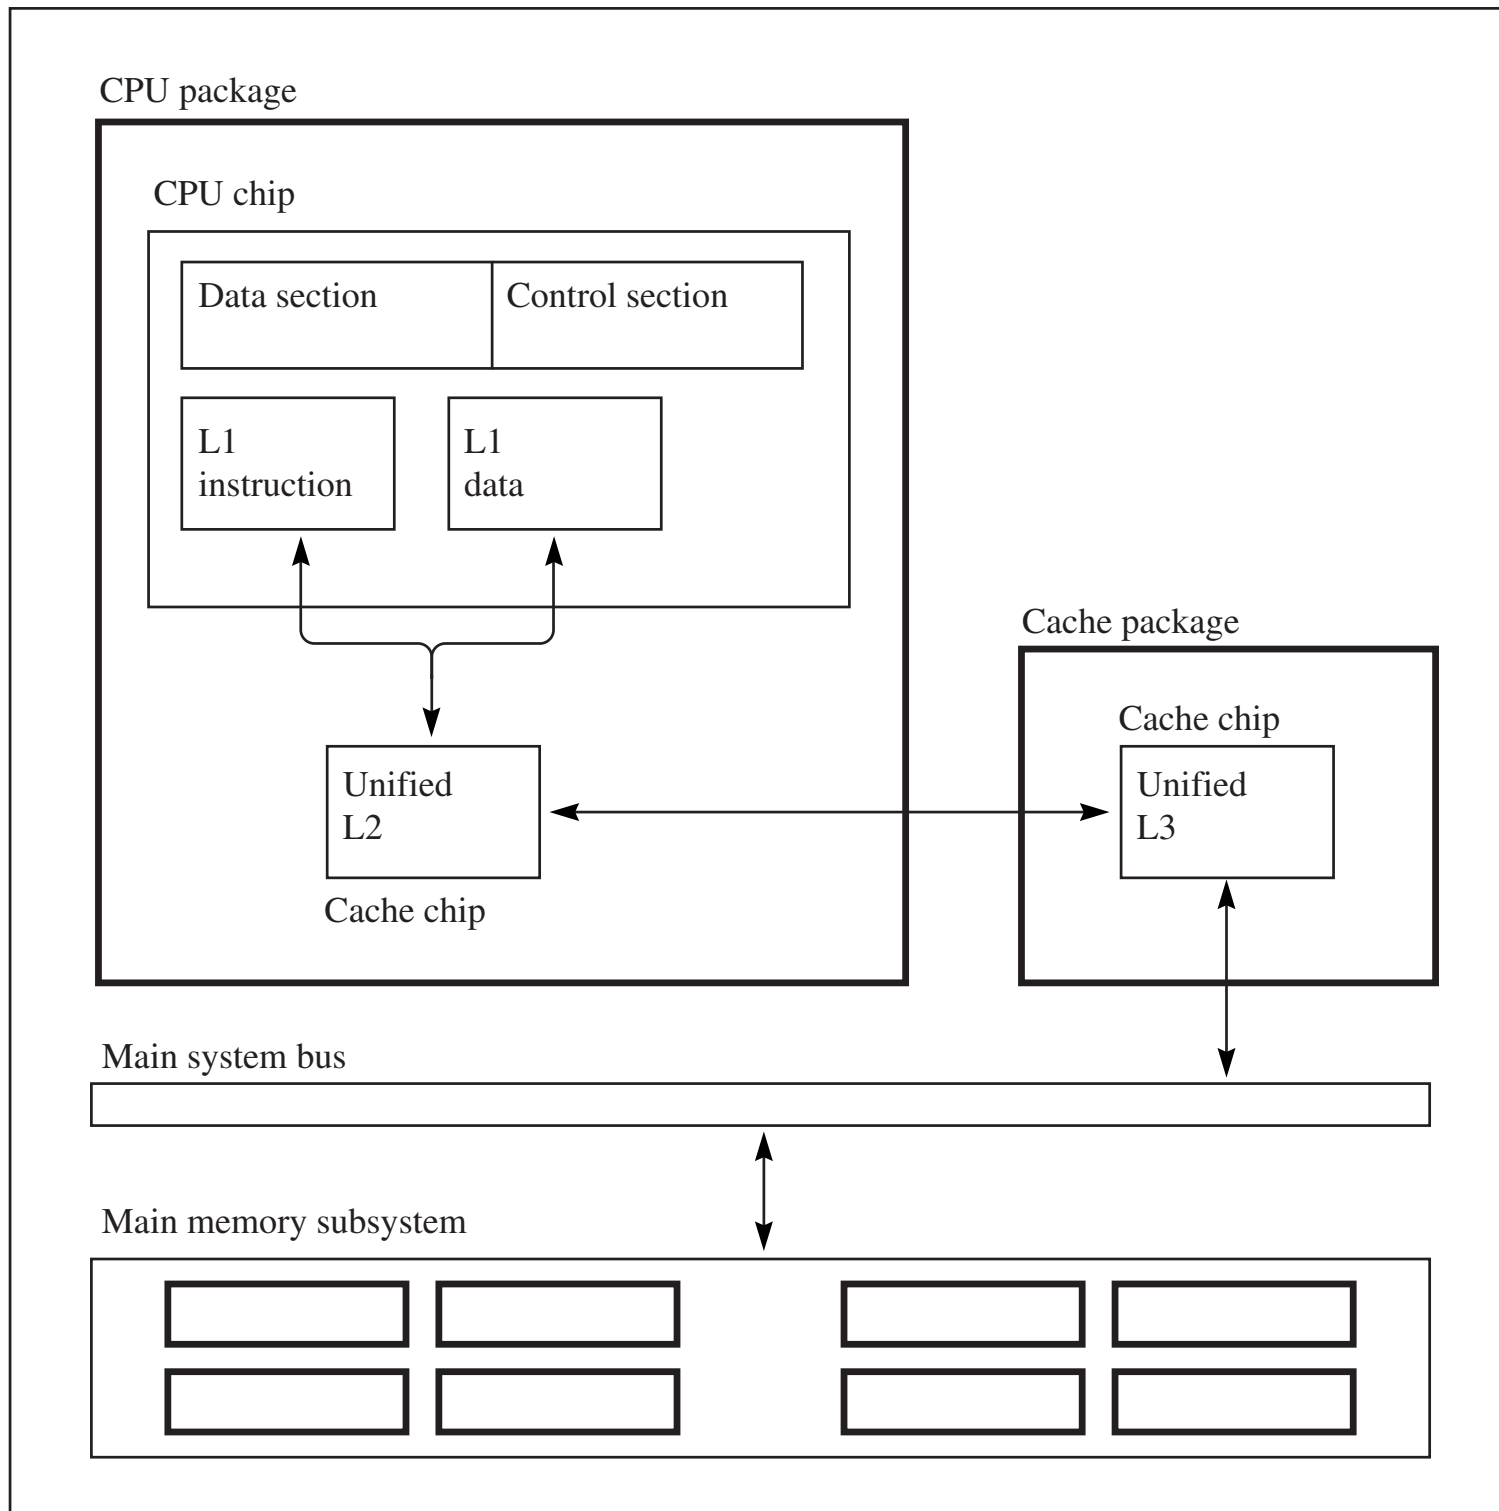 CPU package
CPU chip
Data section
Control section
L1
instruction
L1
data
Cache package
Cache chip
Unified
L2
Unified
L3
Cache chip
Main system bus
Main memory subsystem